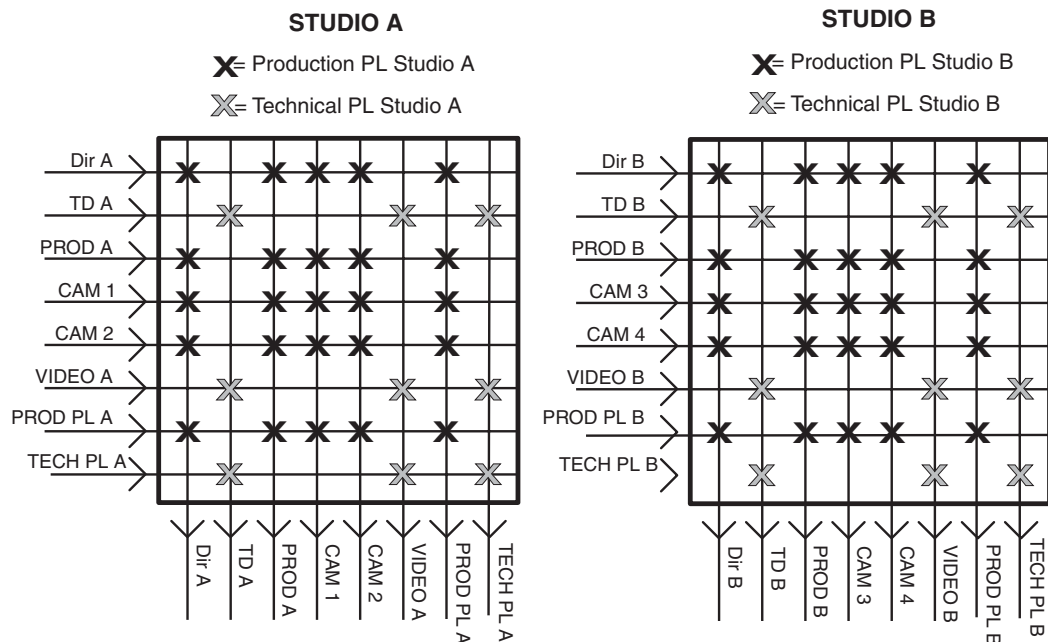 STUDIO A
X= Production PL Studio A
X= Technical PL Studio A
Dir A
TD A
PROD A
CAM 1
CAM 2
VIDEO A
PROD PL A
TECH PL A
Dir A
TD A
PROD A
CAM 1
CAM 2
VIDEO A
PROD PL A
TECH PL A
STUDIO B
X= Production PL Studio B
X= Technical PL Studio B
Dir B
TD B
PROD B
CAM 3
CAM 4
VIDEO B
PROD PL B
TECH PL B
Dir B
TD B
PROD B
CAM 3
CAM 4
VIDEO B
PROD PL B
TECH PL B